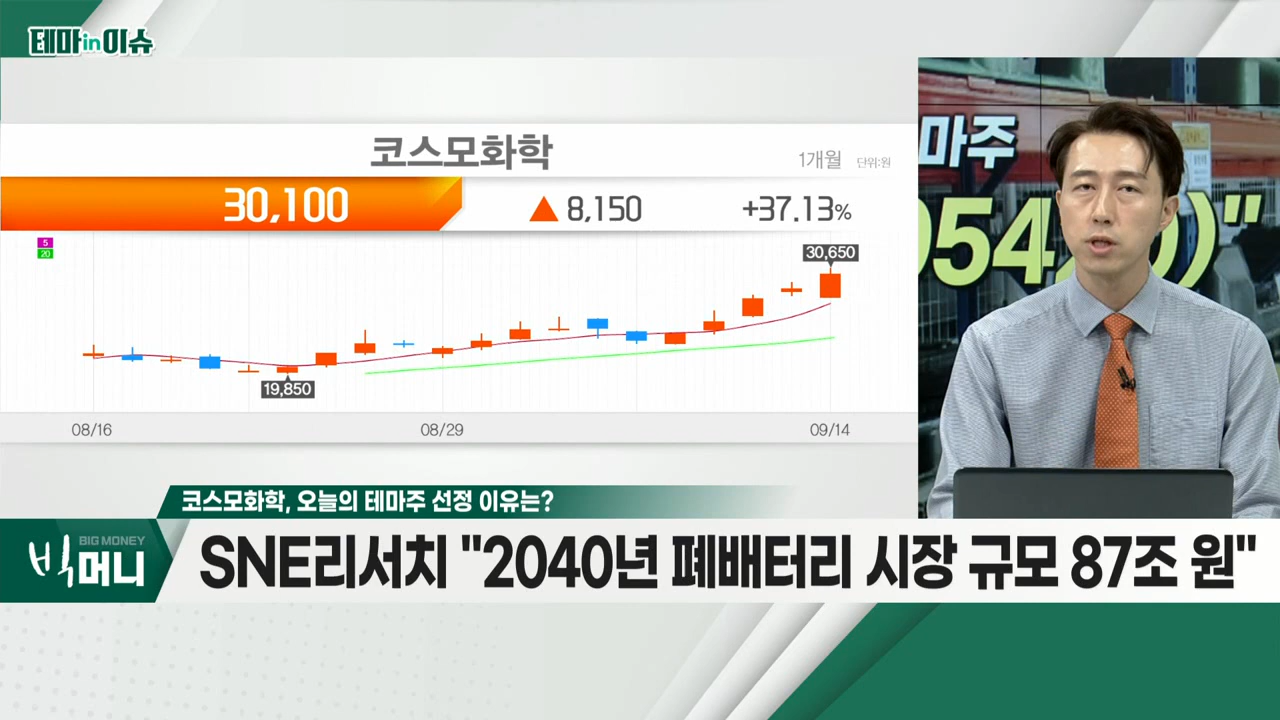 테마in이슈
코스모화학
1개월 단위:원
30,100 ▲ 8,150 +37.13%
5
20
30,650
19,850
08/16 08/29 09/14
마주
코스모화학, 오늘의 테마주 선정 이유는?
BIG MONEY
빅머니
SNE리서치 "2040년 폐배터리 시장 규모 87조 원"